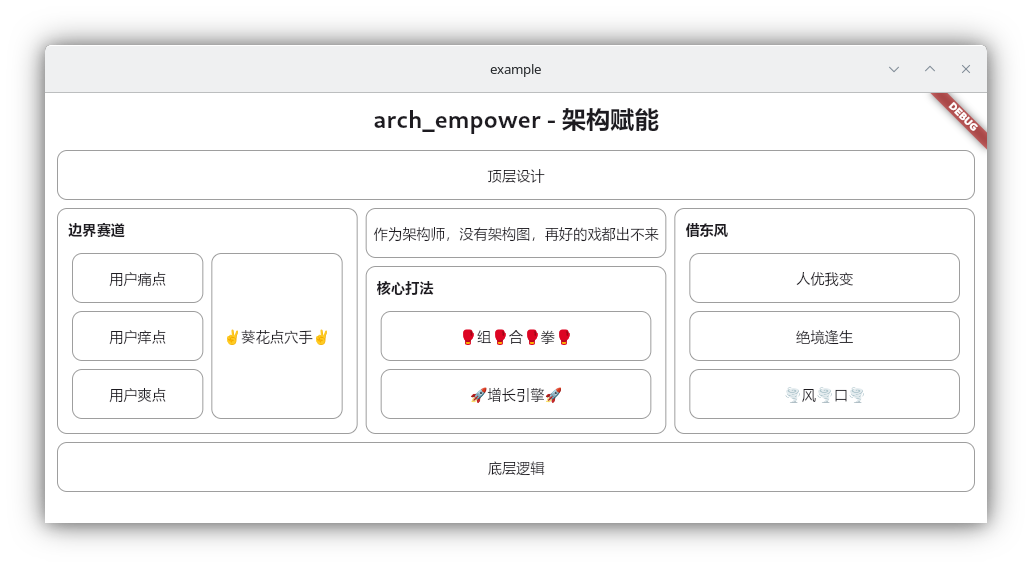 example
DEBUG
arch_empower - 架构赋能
顶层设计
边界赛道
用户痛点
用户痒点
用户爽点
✌葵花点穴手✌
作为架构师，没有架构图，再好的戏都出不来
核心打法
🥊组🥊合🥊拳🥊
🚀增长引擎🚀
借东风
人优我变
绝境逢生
🌪风🌪口🌪
底层逻辑